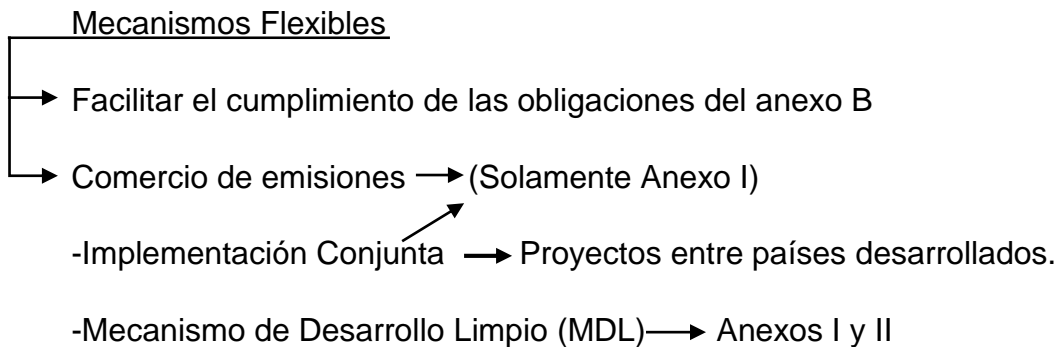 Mecanismos Flexibles
Facilitar el cumplimiento de las obligaciones del anexo B
Comercio de emisiones (Solamente Anexo I)
-Implementación Conjunta Proyectos entre países desarrollados.
-Mecanismo de Desarrollo Limpio (MDL) Anexos I y II